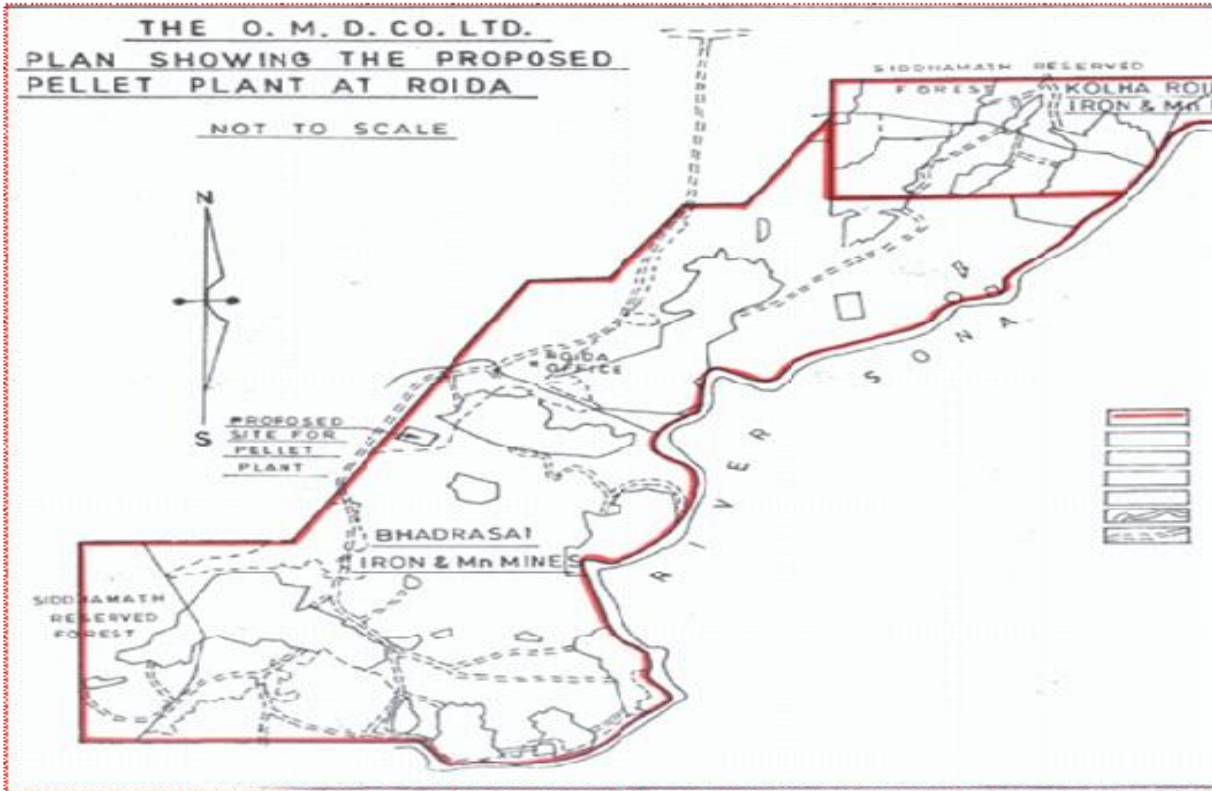 THE O. M. D. CO. LTD.
PLAN SHOWING THE PROPOSED
PELLET PLANT AT ROIDA
NOT TO SCALE
SIDDHAMATH RESERVED
FOREST
KOLHA ROI
IRON & Mn
N
S
ROIDA
OFFICE
PROPOSED
SITE FOR
PELLET
PLANT
BHADRASAI
IRON & Mn MINES
SIDDHAMATH
RESERVED
FOREST
RIVER SONA